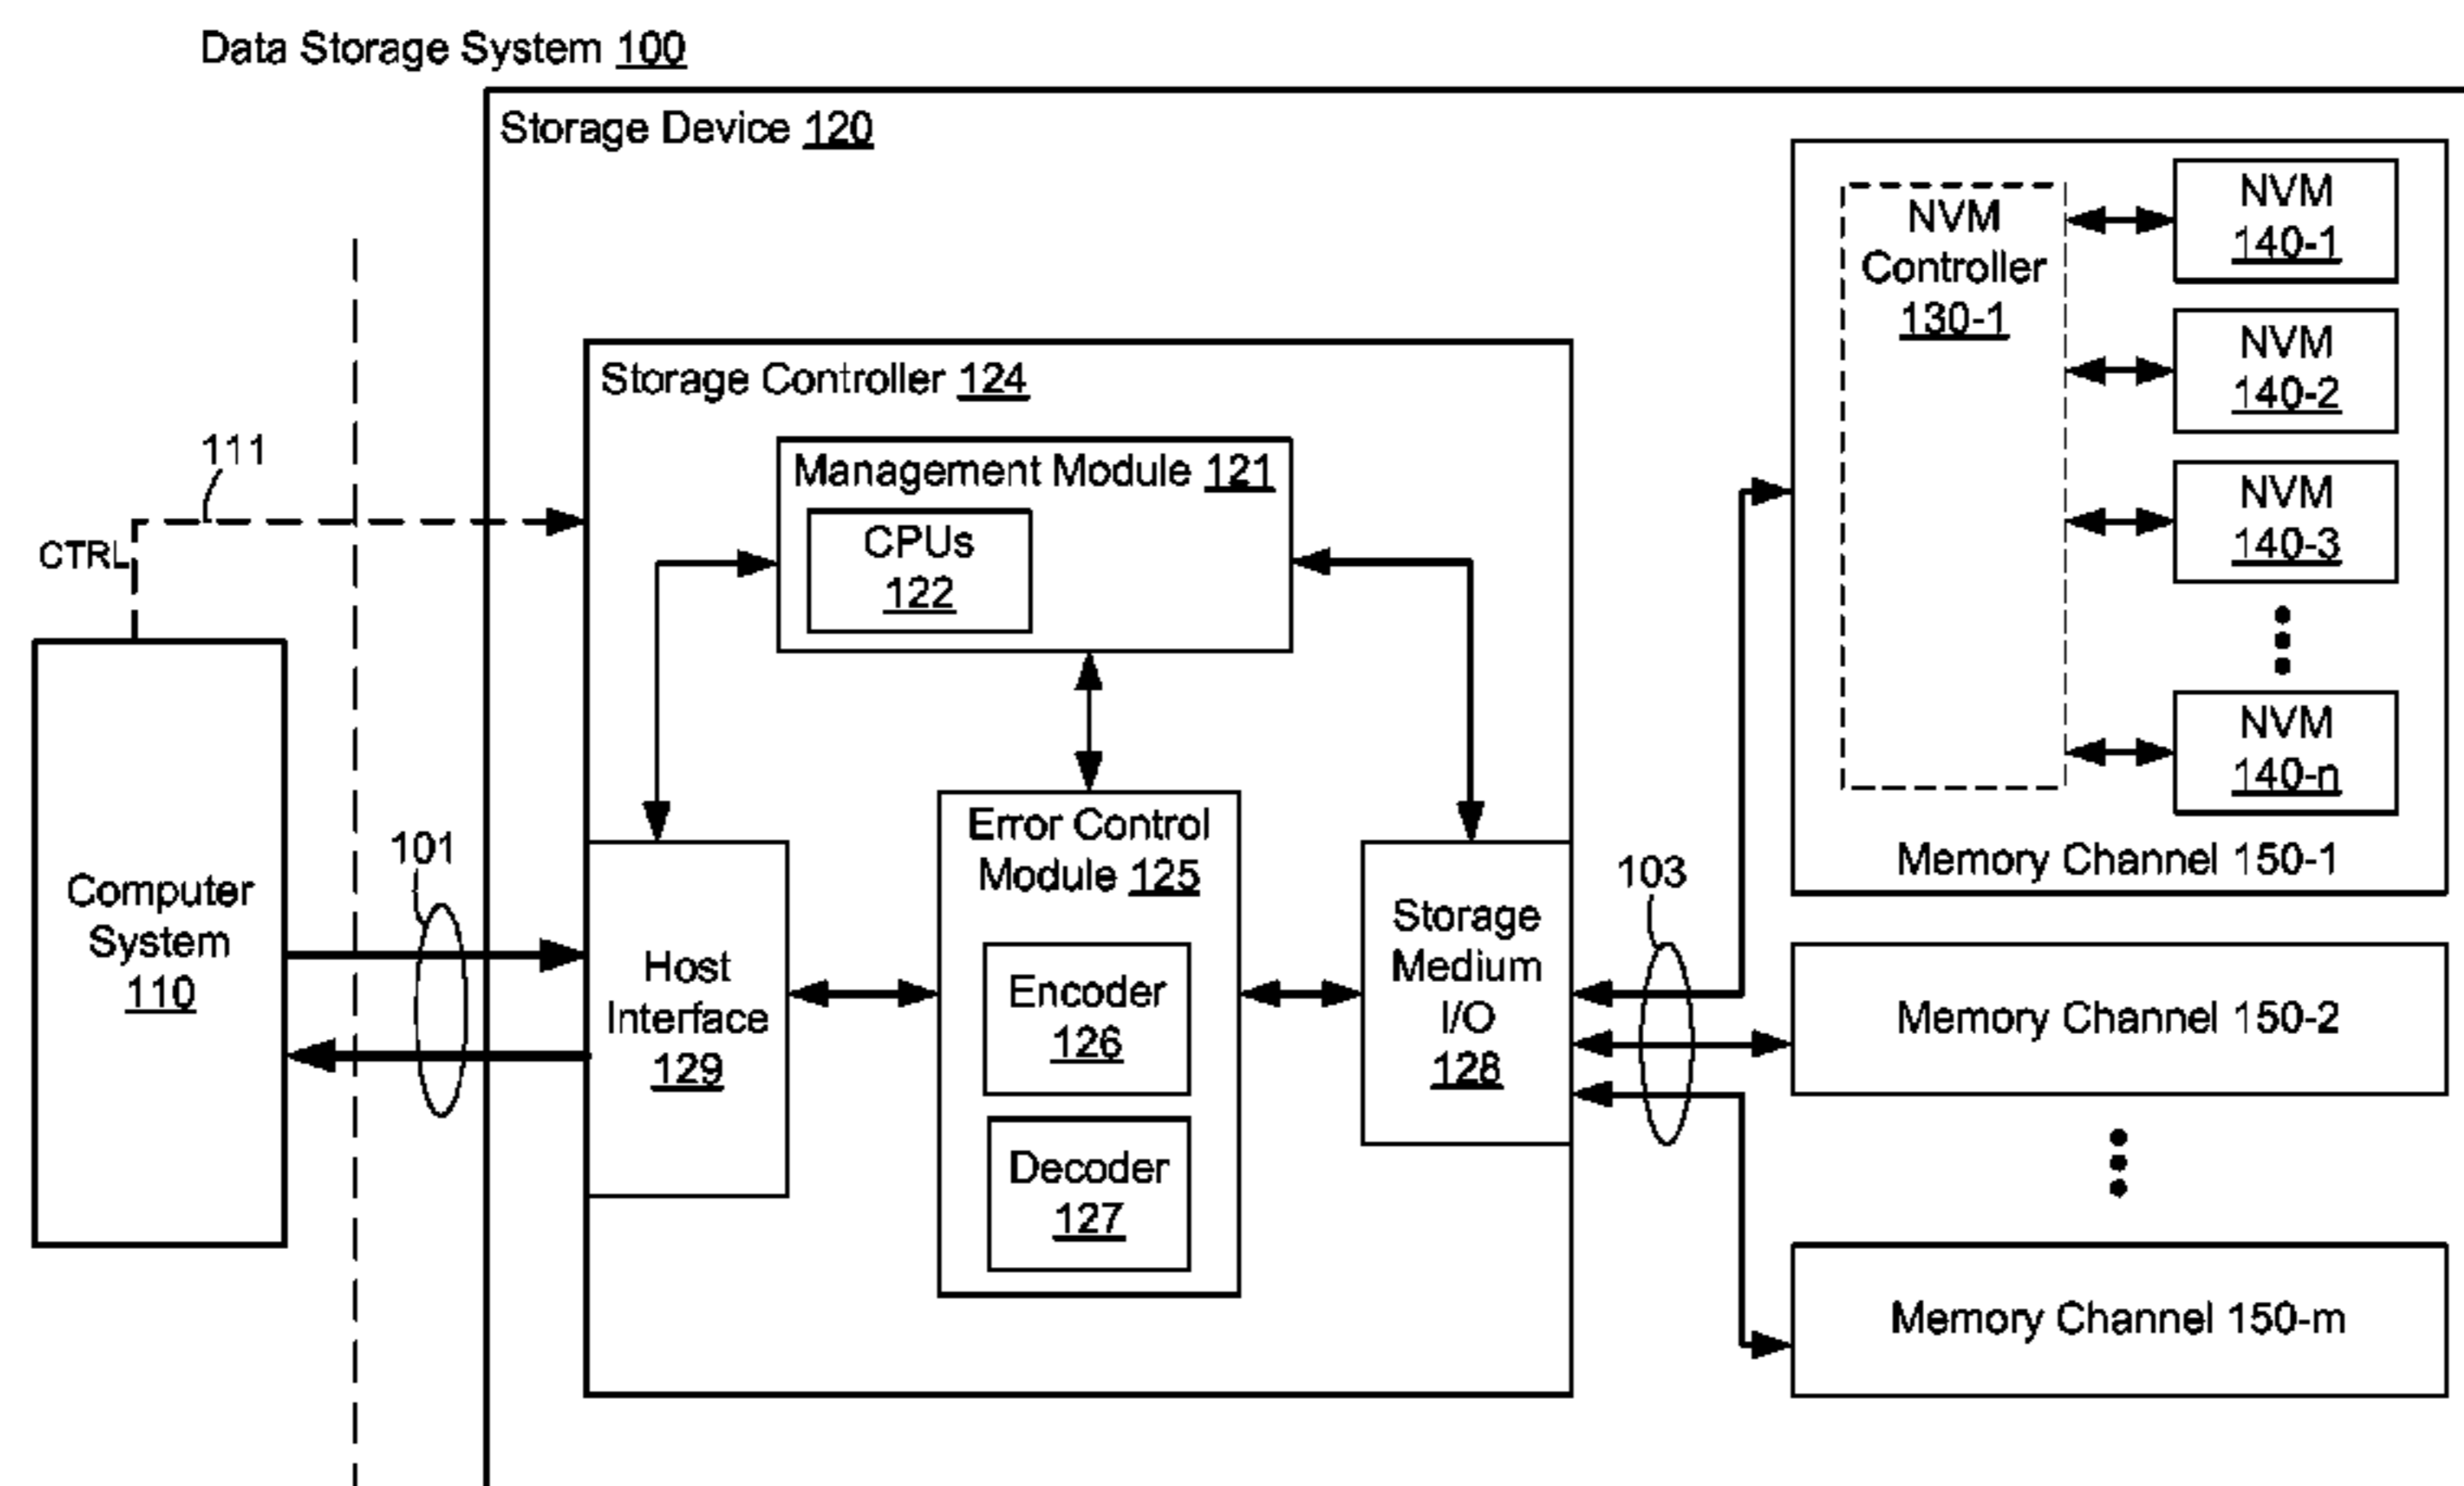 Data Storage System 100
Storage Device 120
Storage Controller 124
Management Module 121
CPUs
122
111
CTRL
Computer
System
110
101
Host
Interface
129
Error Control
Module 125
Encoder
126
Decoder
127
Storage
Medium
I/O
128
103
NVM
Controller
130-1
NVM
140-1
NVM
140-2
NVM
140-3
NVM
140-n
Memory Channel 150-1
Memory Channel 150-2
Memory Channel 150-m